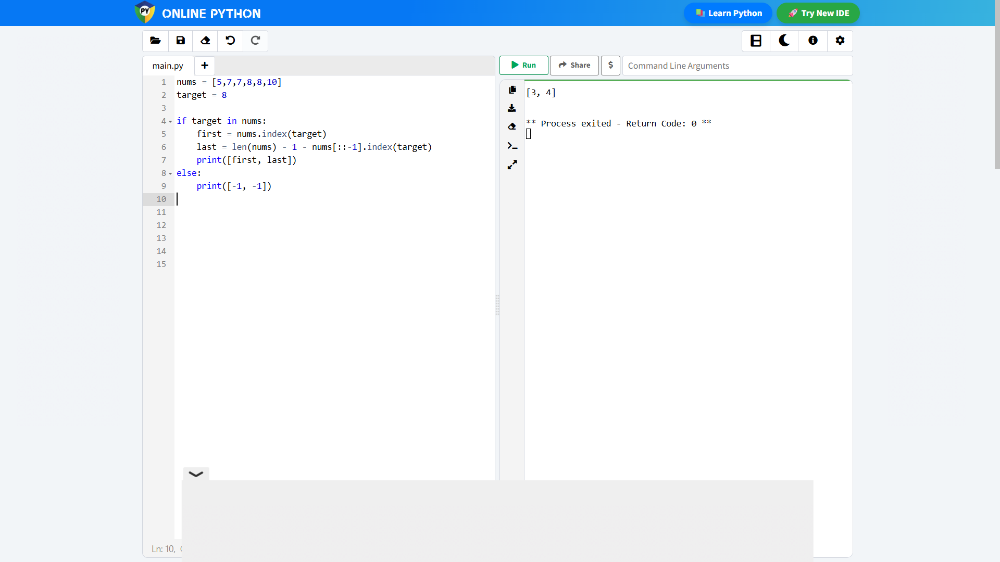 PY ONLINE PYTHON
Learn Python
Try New IDE
main.py
+
Run
Share
$
Command Line Arguments
1 nums = [5,7,7,8,8,10]
2 target = 8
3
4 if target in nums:
5     first = nums.index(target)
6     last = len(nums) - 1 - nums[::-1].index(target)
7     print([first, last])
8 else:
9     print([-1, -1])
10
11
12
13
14
15
[3, 4]
** Process exited - Return Code: 0 **
Ln: 10,